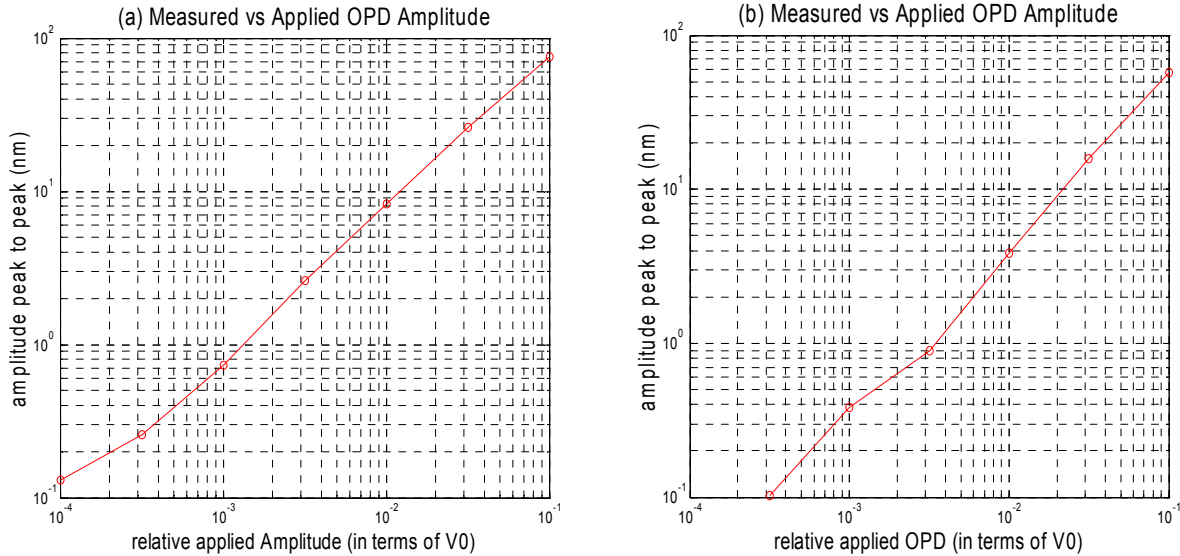 (a) Measured vs Applied OPD Amplitude
amplitude peak to peak (nm)
10^2
10^1
10^0
10^-1
10^-4
10^-3
10^-2
10^-1
relative applied Amplitude (in terms of V0)
(b) Measured vs Applied OPD Amplitude
amplitude peak to peak (nm)
10^2
10^1
10^0
10^-1
10^-4
10^-3
10^-2
10^-1
relative applied OPD (in terms of V0)